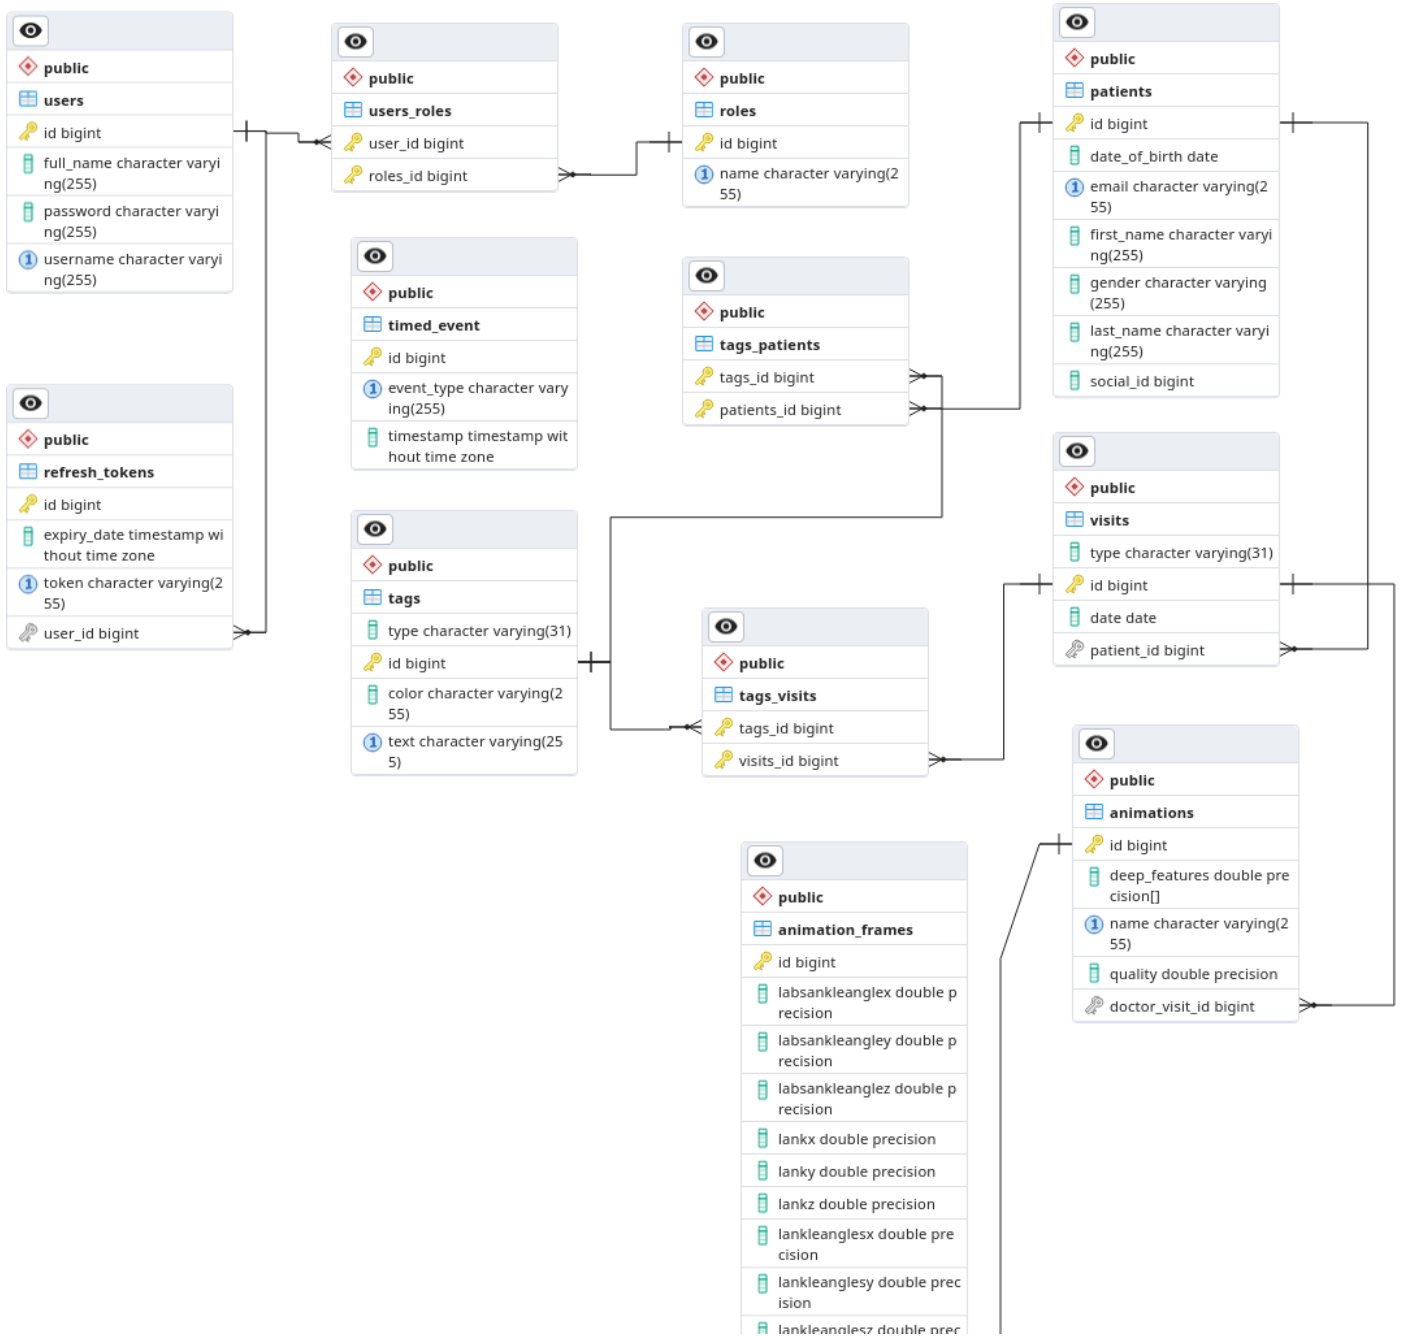 public
users
id bigint
full_name character varyi
ng(255)
password character varyi
ng(255)
username character varyi
ng(255)
public
users_roles
user_id bigint
roles_id bigint
public
roles
id bigint
name character varying(2
55)
public
patients
id bigint
date_of_birth date
email character varying(2
55)
first_name character varyi
ng(255)
gender character varying
(255)
last_name character varyi
ng(255)
social_id bigint
public
timed_event
id bigint
event_type character vary
ing(255)
timestamp timestamp wit
hout time zone
public
tags_patients
tags_id bigint
patients_id bigint
public
refresh_tokens
id bigint
expiry_date timestamp wi
thout time zone
token character varying(2
55)
user_id bigint
public
tags
type character varying(31)
id bigint
color character varying(2
55)
text character varying(25
5)
public
visits
type character varying(31)
id bigint
date date
patient_id bigint
public
tags_visits
tags_id bigint
visits_id bigint
public
animations
id bigint
deep_features double pre
cision[]
name character varying(2
55)
quality double precision
doctor_visit_id bigint
public
animation_frames
id bigint
labsankleanglex double p
recision
labsankleangley double p
recision
labsankleanglez double p
recision
lankx double precision
lanky double precision
lankz double precision
lankleanglesx double pre
cision
lankleanglesy double prec
ision
lankleanglesz double prec